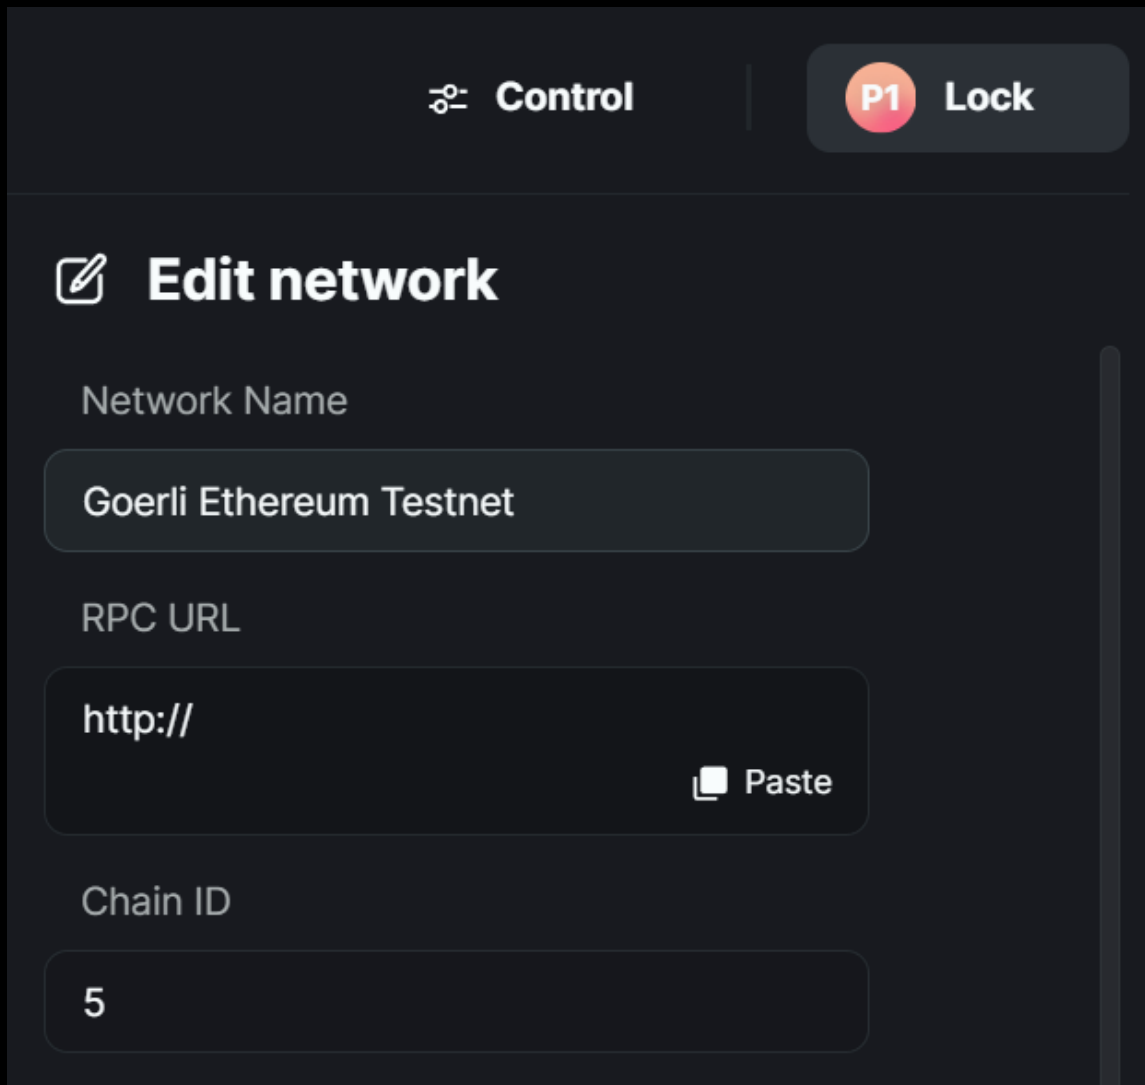 Control
P1 Lock
Edit network
Network Name
Goerli Ethereum Testnet
RPC URL
http://
Paste
Chain ID
5